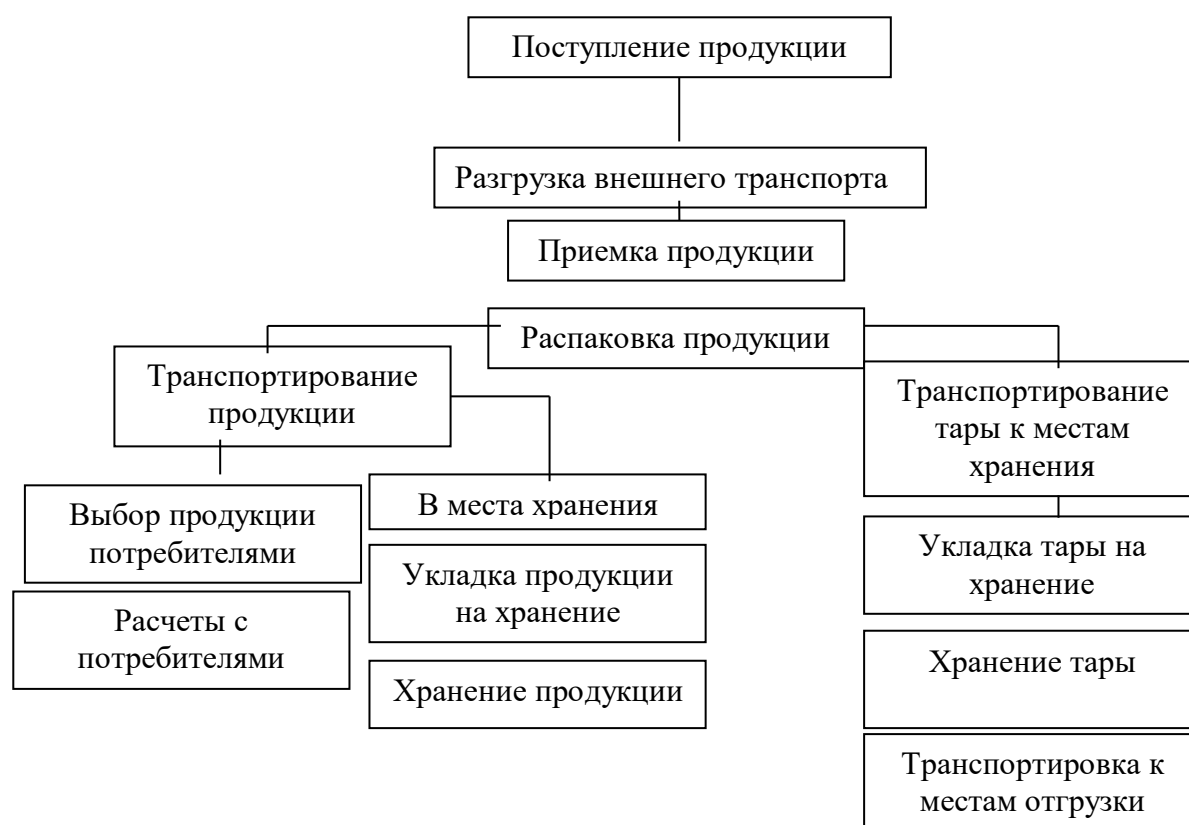 Поступление продукции
Разгрузка внешнего транспорта
Приемка продукции
Распаковка продукции
Транспортирование
продукции
Выбор продукции
потребителями
Расчеты с
потребителями
В места хранения
Укладка продукции
на хранение
Хранение продукции
Транспортирование
тары к местам
хранения
Укладка тары на
хранение
Хранение тары
Транспортировка к
местам отгрузки